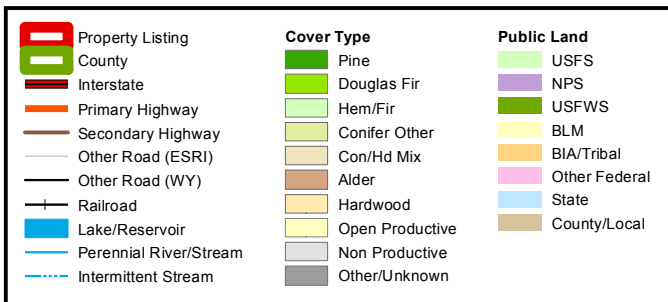 Property Listing
County
Interstate
Primary Highway
Secondary Highway
Other Road (ESRI)
Other Road (WY)
Railroad
Lake/Reservoir
Perennial River/Stream
Intermittent Stream
Cover Type
Pine
Douglas Fir
Hem/Fir
Conifer Other
Con/Hd Mix
Alder
Hardwood
Open Productive
Non Productive
Other/Unknown
Public Land
USFS
NPS
USFWS
BLM
BIA/Tribal
Other Federal
State
County/Local